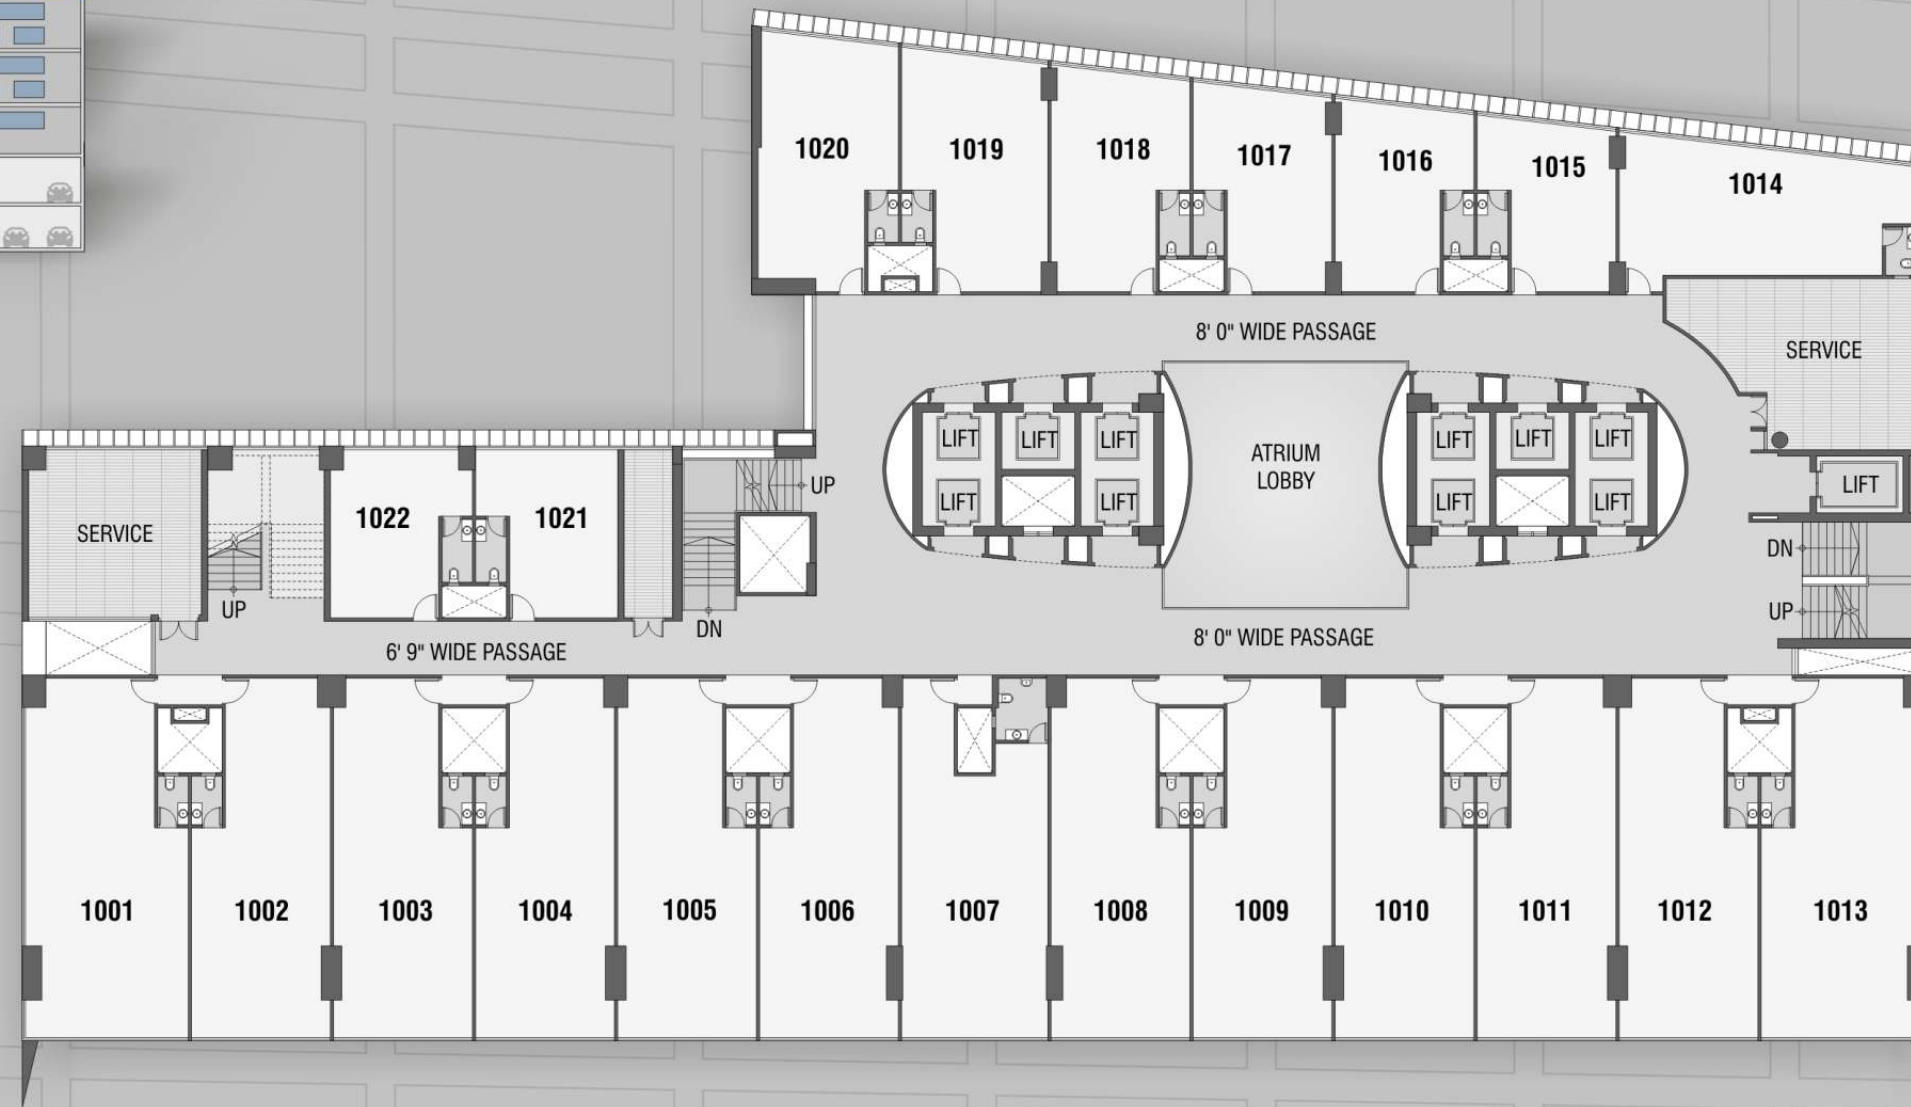 1020
1019
1018
1017
1016
1015
1014
8' 0" WIDE PASSAGE
SERVICE
LIFT
LIFT
LIFT
ATRIUM
LOBBY
LIFT
LIFT
LIFT
LIFT
LIFT
LIFT
LIFT
LIFT
UP
SERVICE
1022
1021
UP
DN
DN
UP
6' 9" WIDE PASSAGE
8' 0" WIDE PASSAGE
1001
1002
1003
1004
1005
1006
1007
1008
1009
1010
1011
1012
1013